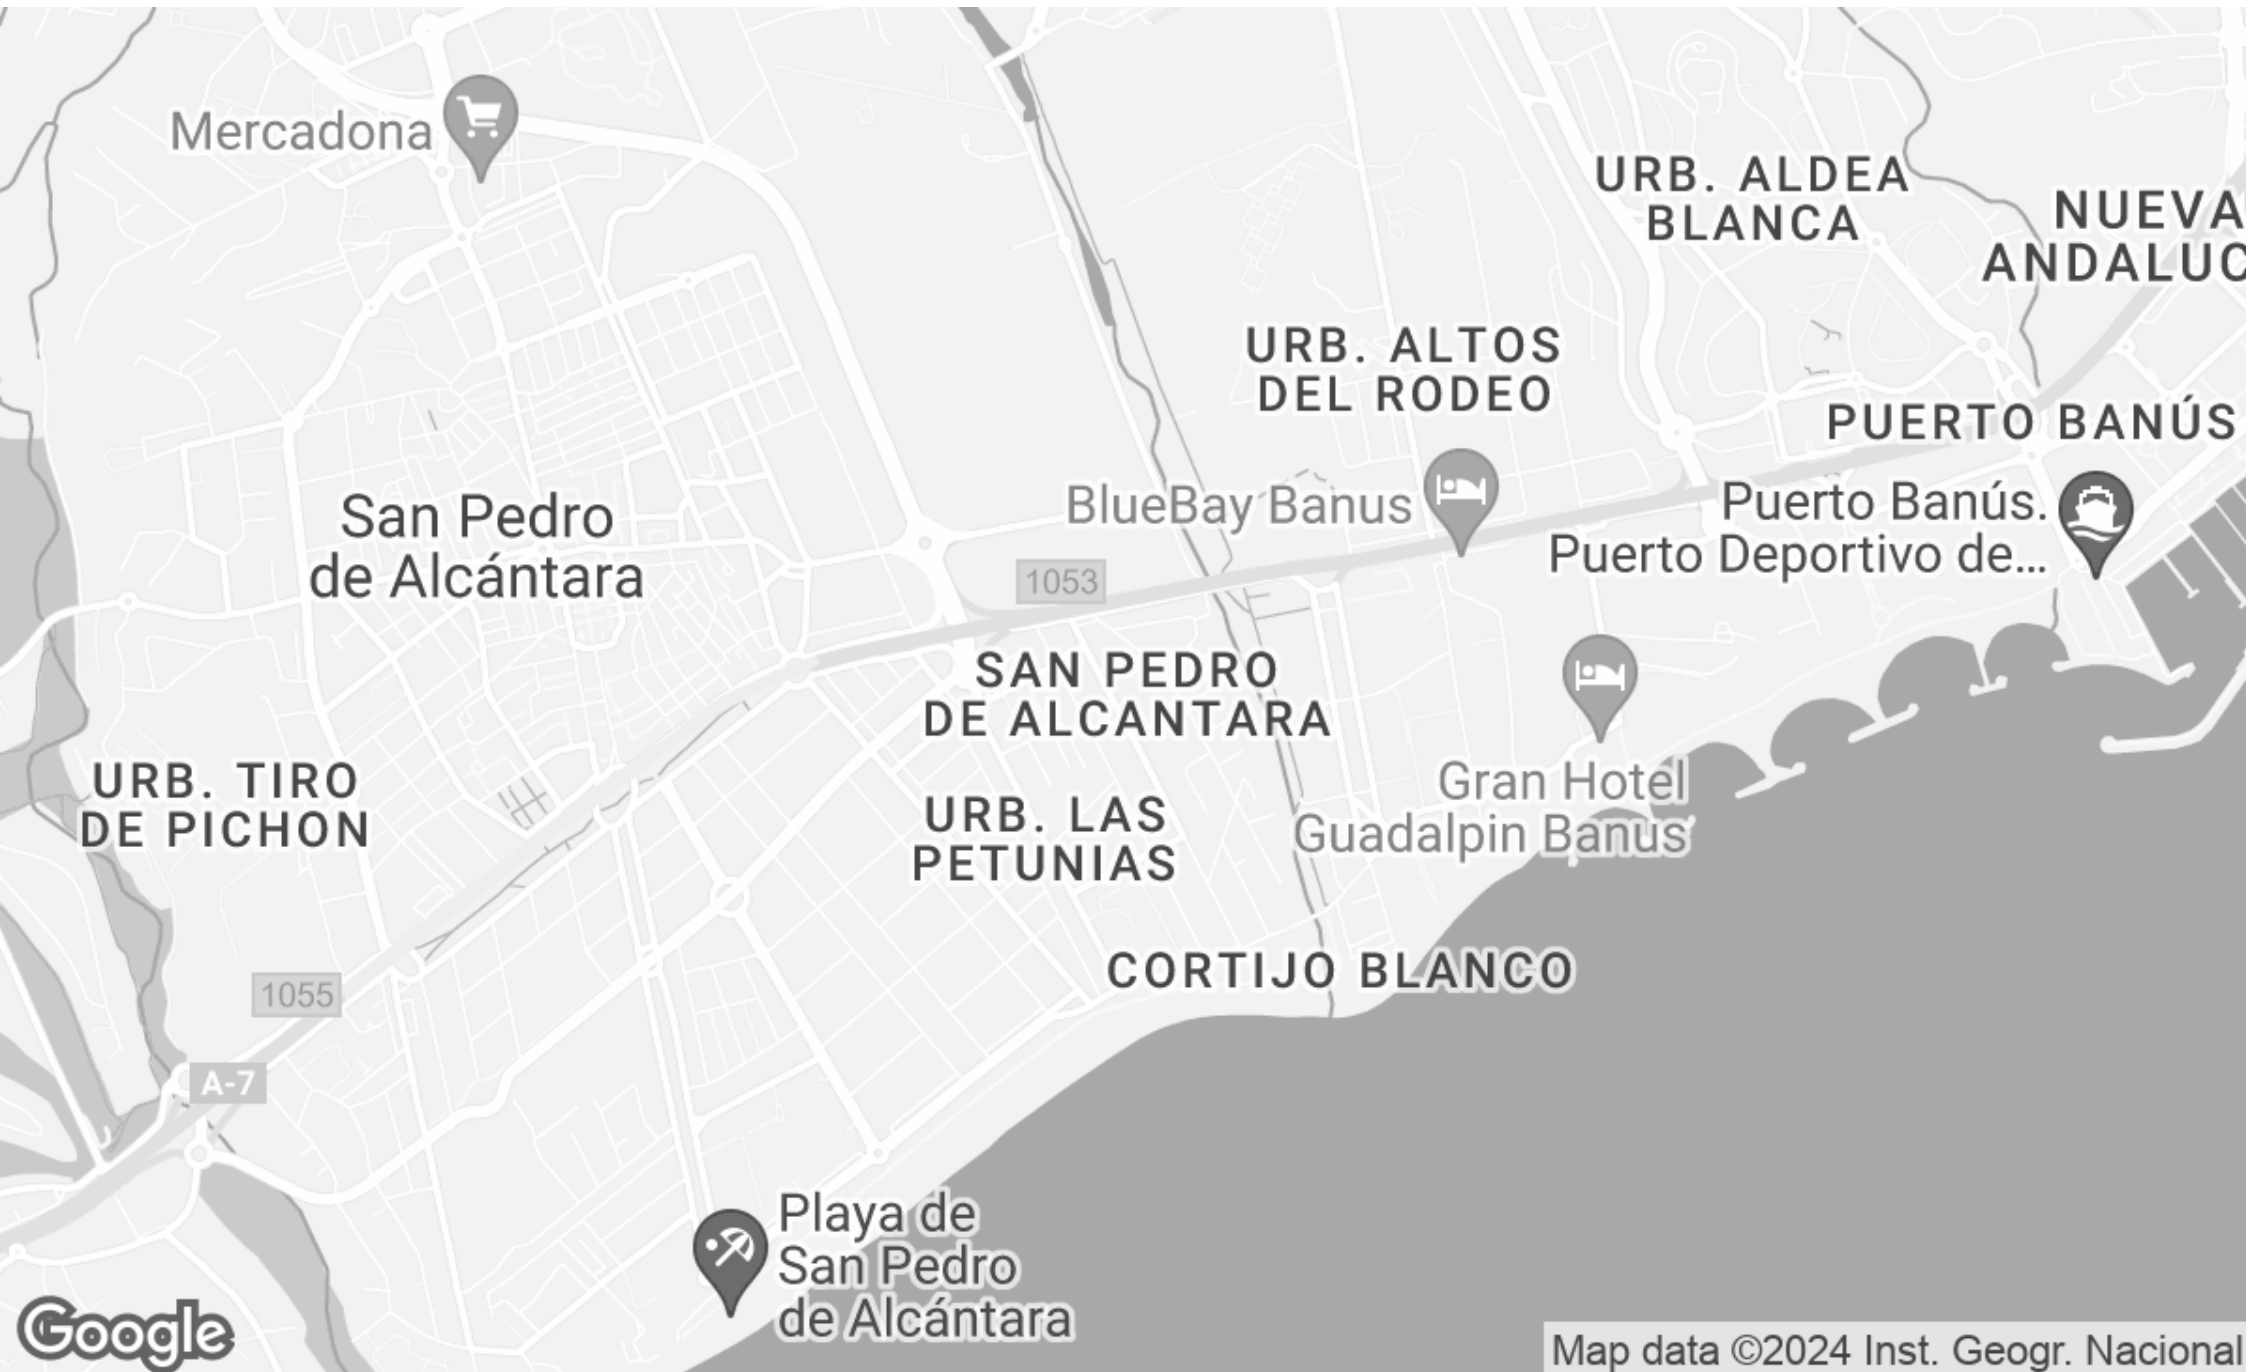 Mercadona
URB. ALDEA
BLANCA
NUEVA
ANDALUC
URB. ALTOS
DEL RODEO
PUERTO BANÚS
San Pedro
de Alcántara
BlueBay Banus
Puerto Banús.
Puerto Deportivo de...
1053
SAN PEDRO
DE ALCANTARA
URB. TIRO
DE PICHON
URB. LAS
PETUNIAS
Gran Hotel
Guadalpin Banus
CORTIJO BLANCO
1055
A-7
Playa de
San Pedro
de Alcántara
Google
Map data ©2024 Inst. Geogr. Nacional